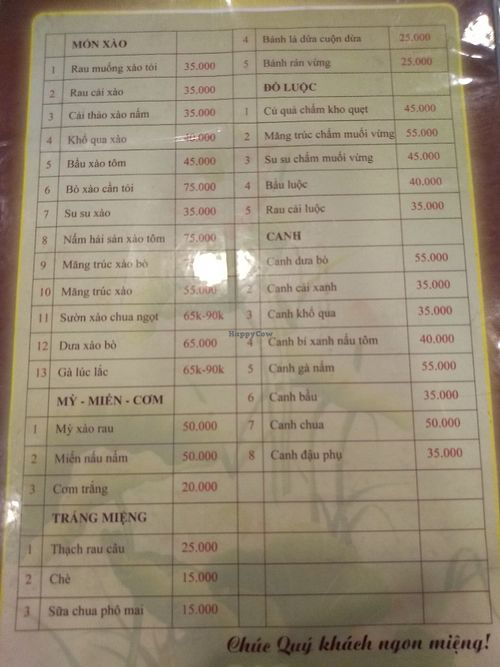 MÓN XÀO
1 Rau muống xào tỏi 35.000
2 Rau cải xào 35.000
3 Cải thảo xào nấm 35.000
4 Khổ qua xào 40.000
5 Bầu xào tôm 45.000
6 Bò xào cần tỏi 75.000
7 Su su xào 35.000
8 Nấm hải sản xào tôm 75.000
9 Măng trúc xào bò
10 Măng trúc xào 55.000
11 Sườn xào chua ngọt 65k-90k
12 Dưa xào bò 65.000
13 Gà lúc lắc 65k-90k
MỲ - MIẾN - CƠM
1 Mỳ xào rau 50.000
2 Miến nấu nấm 50.000
3 Cơm trắng 20.000
TRÁNG MIỆNG
1 Thạch rau câu 25.000
2 Chè 15.000
3 Sữa chua phô mai 15.000
4 Bánh lá dừa cuộn dừa 25.000
5 Bánh rán vừng 25.000
ĐỒ LUỘC
1 Củ quả chấm kho quẹt 45.000
2 Măng trúc chấm muối vừng 55.000
3 Su su chấm muối vừng 45.000
4 Bầu luộc 40.000
5 Rau cải luộc 35.000
CANH
Canh dưa bò 55.000
2 Canh cải xanh 35.000
3 Canh khổ qua 35.000
4 Canh bí xanh nấu tôm 40.000
5 Canh gà nấm 55.000
6 Canh bầu 35.000
7 Canh chua 50.000
8 Canh đậu phụ 35.000
HappyCow
Chúc Quý khách ngon miệng!